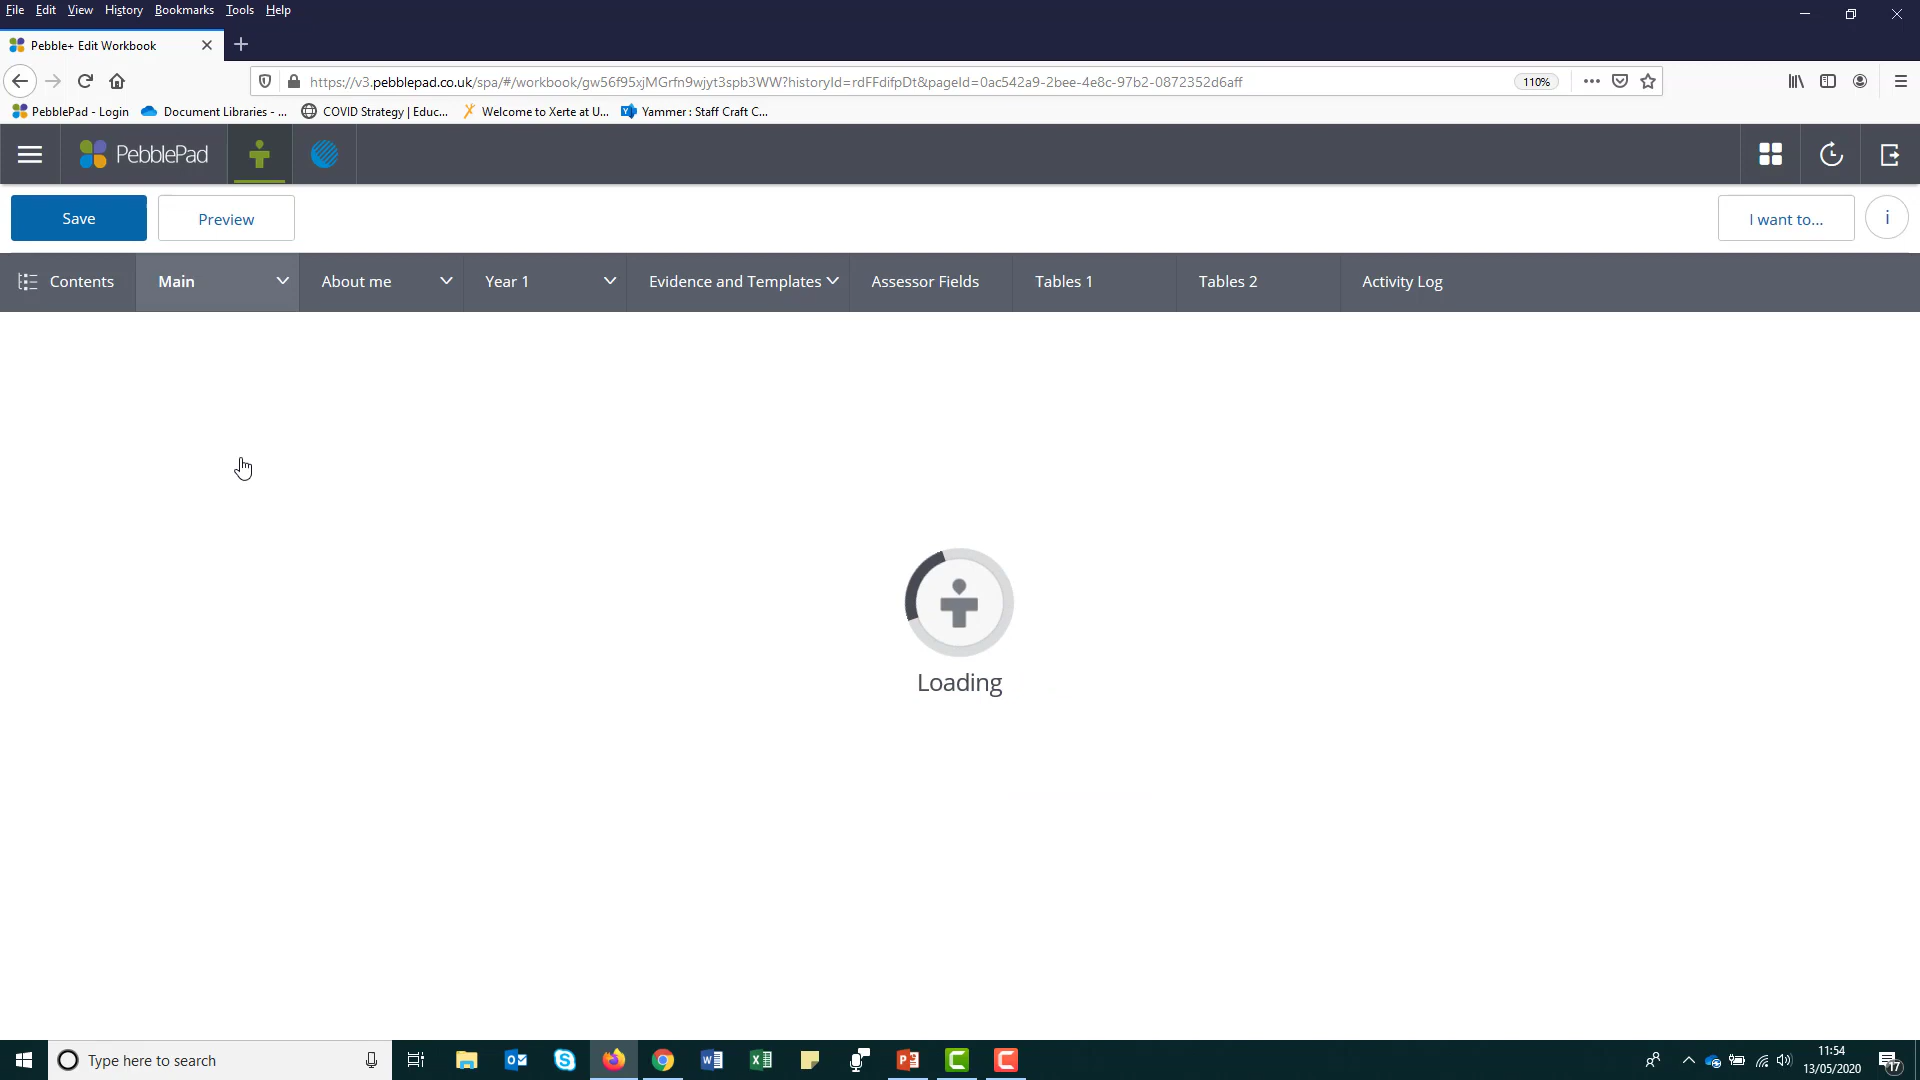 File Edit View History Bookmarks Tools Help
Pebble+ Edit Workbook
https://v3.pebblepad.co.uk/spa/#/workbook/gw56f95xjMGrfn9wjyt3spb3WW?historyId=rdFFdifpDt&pageId=0ac542a9-2bee-4e8c-97b2-0872352d6aff
110%
PebblePad - Login Document Libraries - ... COVID Strategy | Educ... Welcome to Xerte at U... Yammer : Staff Craft C...
PebblePad
Save Preview I want to... i
Contents Main About me Year 1 Evidence and Templates Assessor Fields Tables 1 Tables 2 Activity Log
Loading
Type here to search
11:54
13/05/2020
17